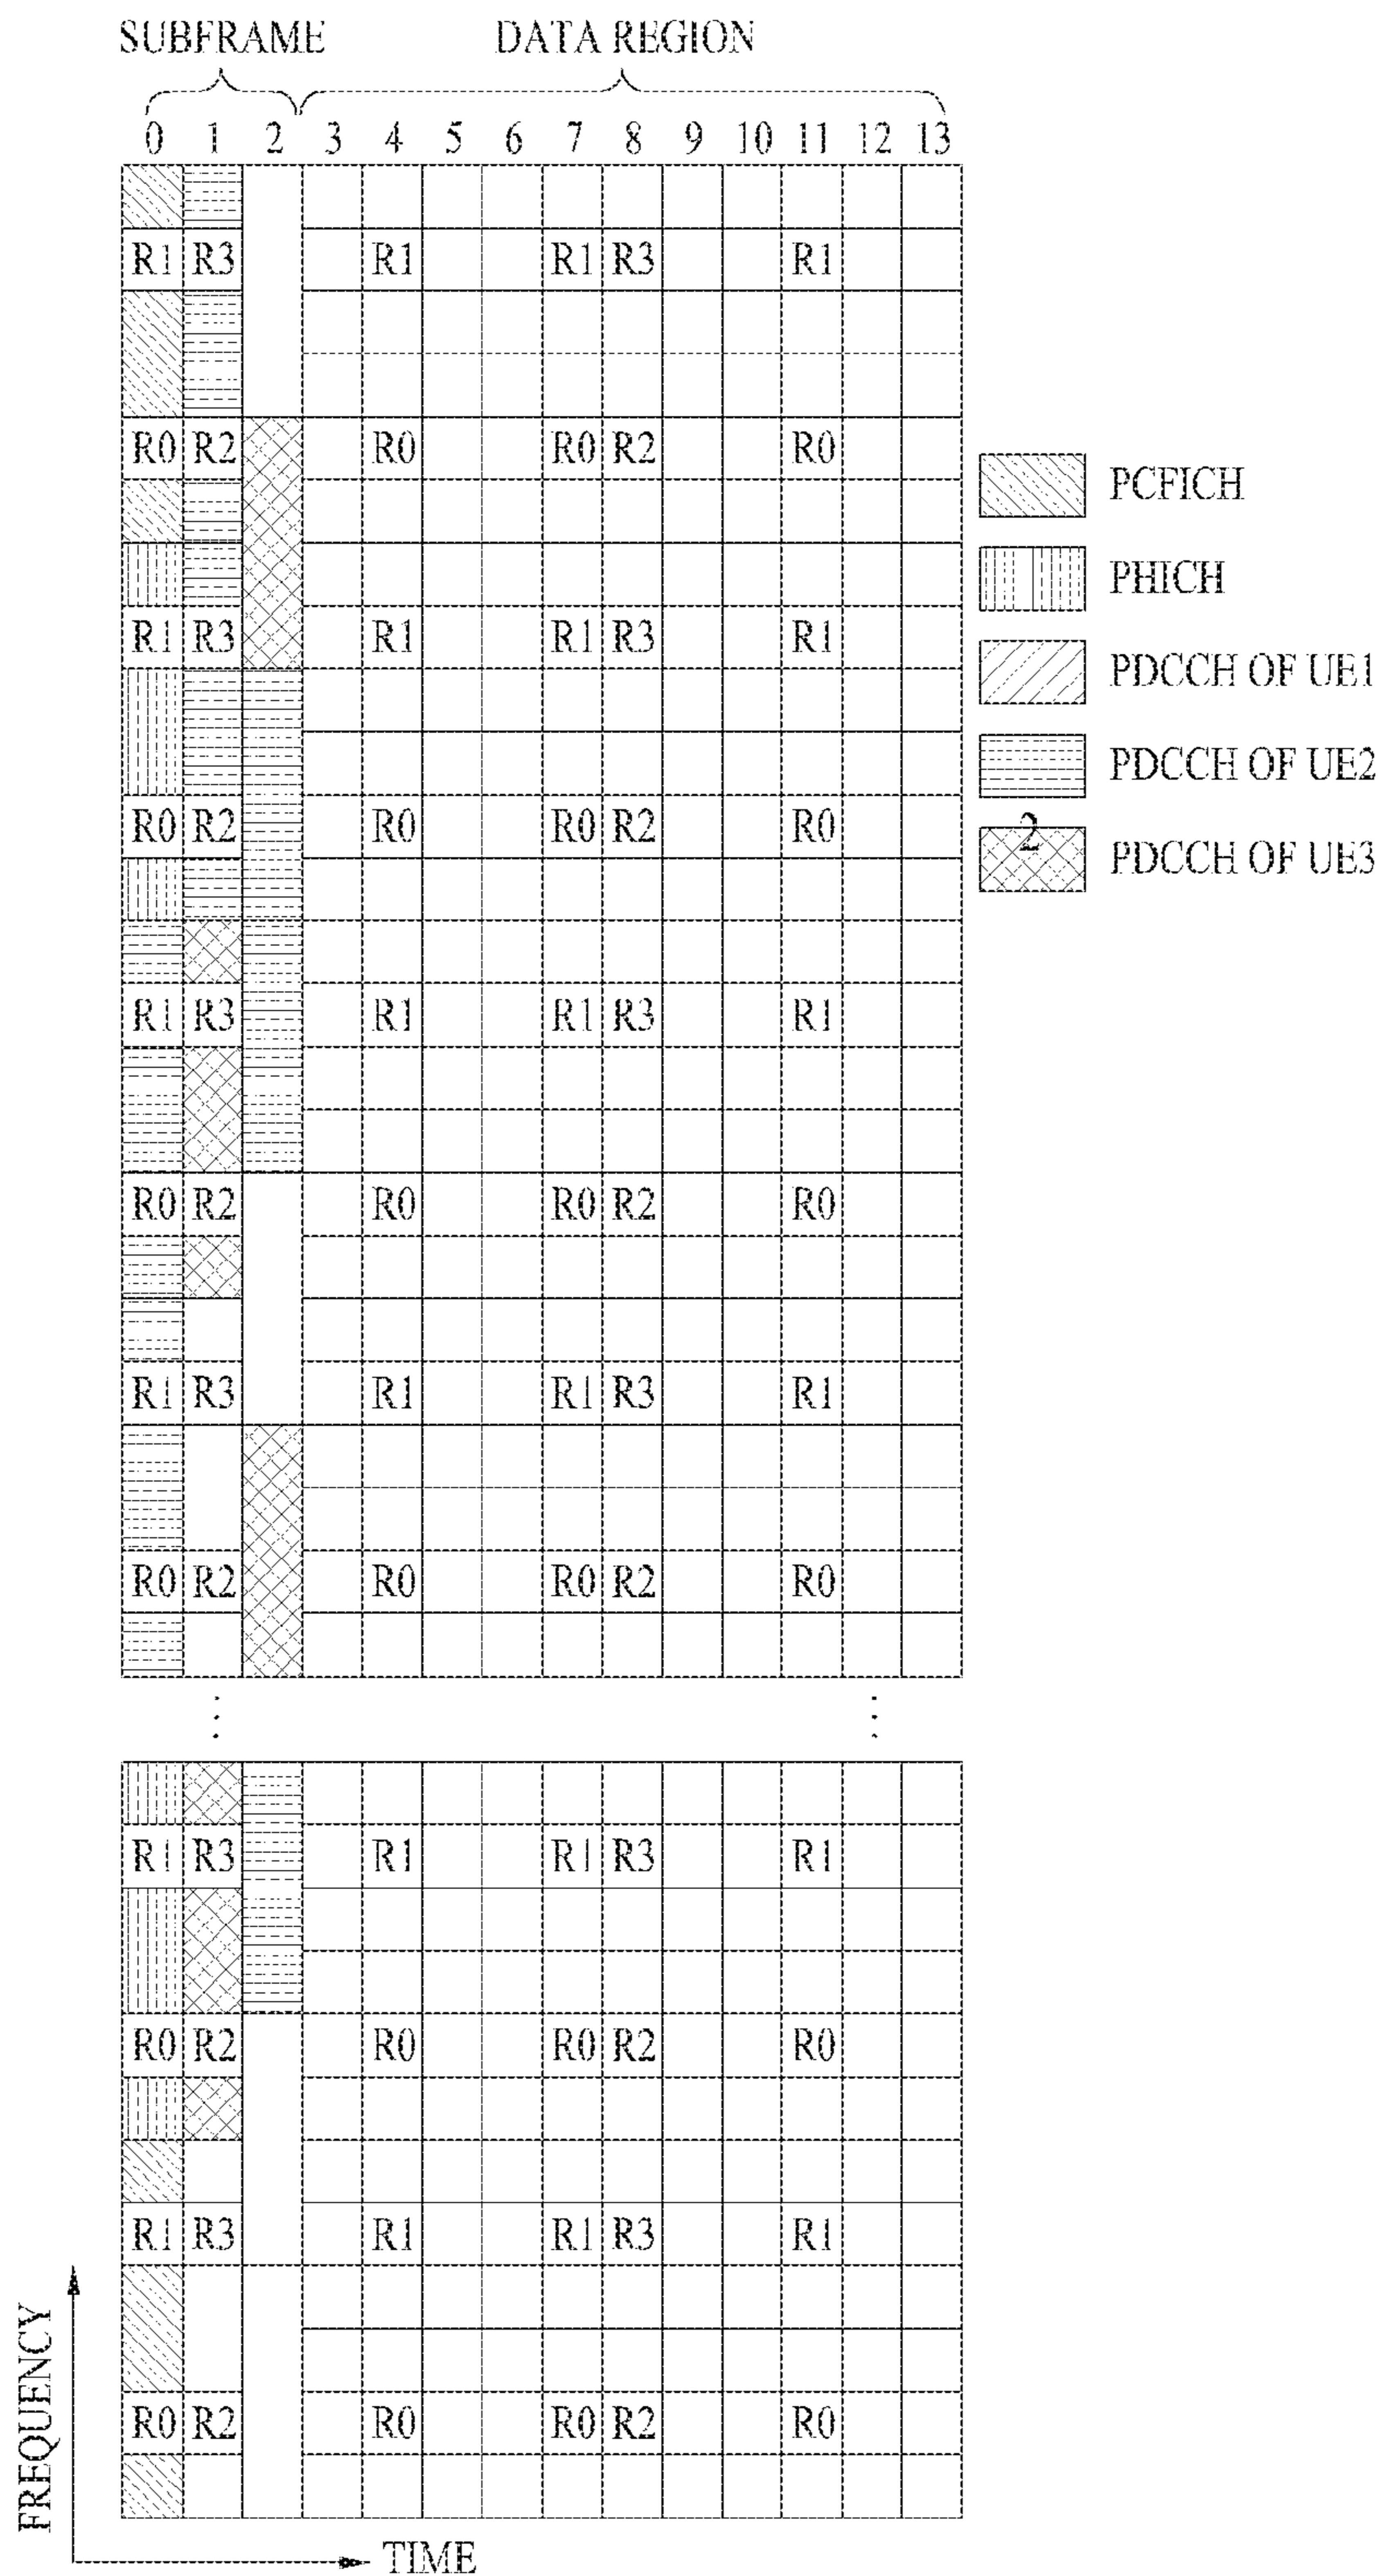 SUBFRAME DATA REGION
0 1 2 3 4 5 6 7 8 9 10 11 12 13
R1 R3 R1 R1 R3 R1
R0 R2 R0 R0 R2 R0
PCFICH
PHICH
R1 R3 R1 R1 R3 R1
PDCCH OF UE1
PDCCH OF UE2
R0 R2 R0 R0 R2 R0
2
PDCCH OF UE3
R1 R3 R1 R1 R3 R1
R0 R2 R0 R0 R2 R0
R1 R3 R1 R1 R3 R1
R0 R2 R0 R0 R2 R0
R1 R3 R1 R1 R3 R1
R0 R2 R0 R0 R2 R0
R1 R3 R1 R1 R3 R1
R0 R2 R0 R0 R2 R0
FREQUENCY
TIME